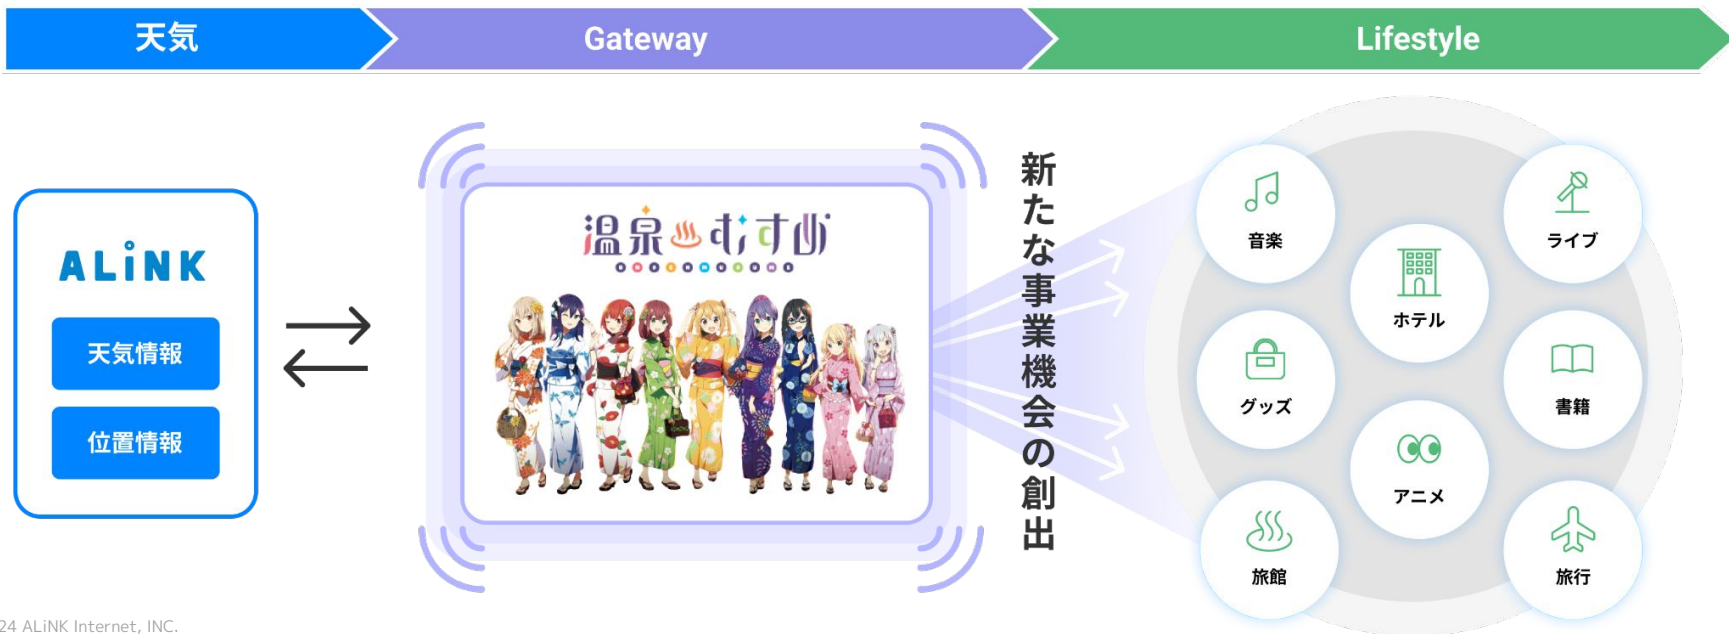 天気
Gateway
Lifestyle
ALiNK
天気情報
位置情報
温泉むすめ
ONSENMUSUME
新たな事業機会の創出
音楽
ライブ
ホテル
グッズ
書籍
アニメ
旅館
旅行
24 ALiNK Internet, INC.